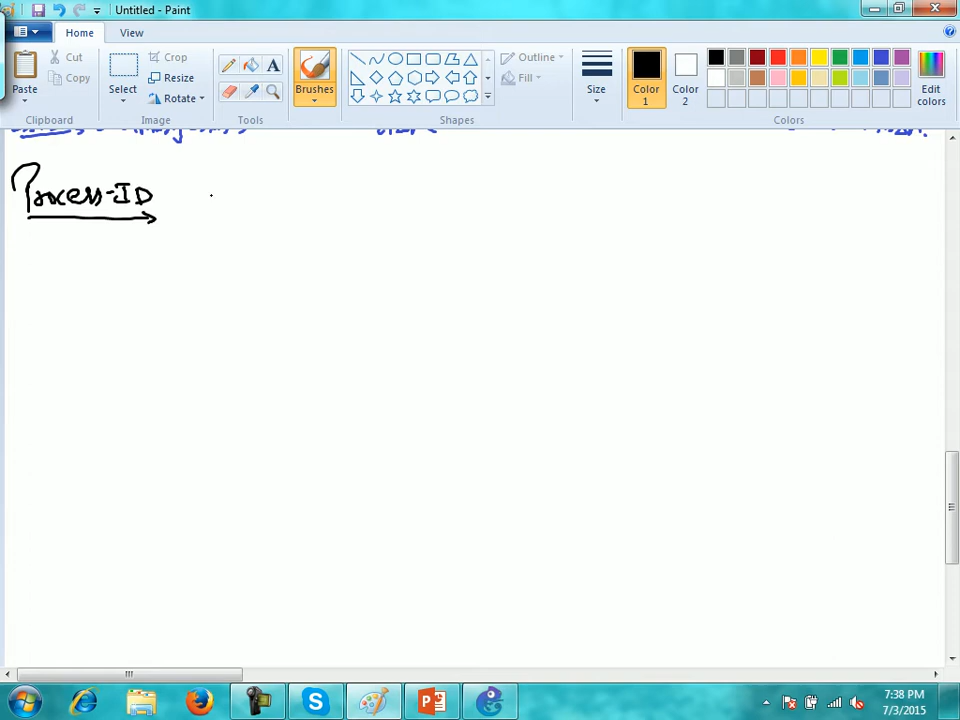 Untitled - Paint
Home View
Paste
Cut
Copy
Clipboard
Select
Crop
Resize
Rotate
Image
A
Tools
Brushes
Outline
Fill
Shapes
Size
Color 1
Color 2
Edit colors
Colors
Process-ID
7:38 PM
7/3/2015